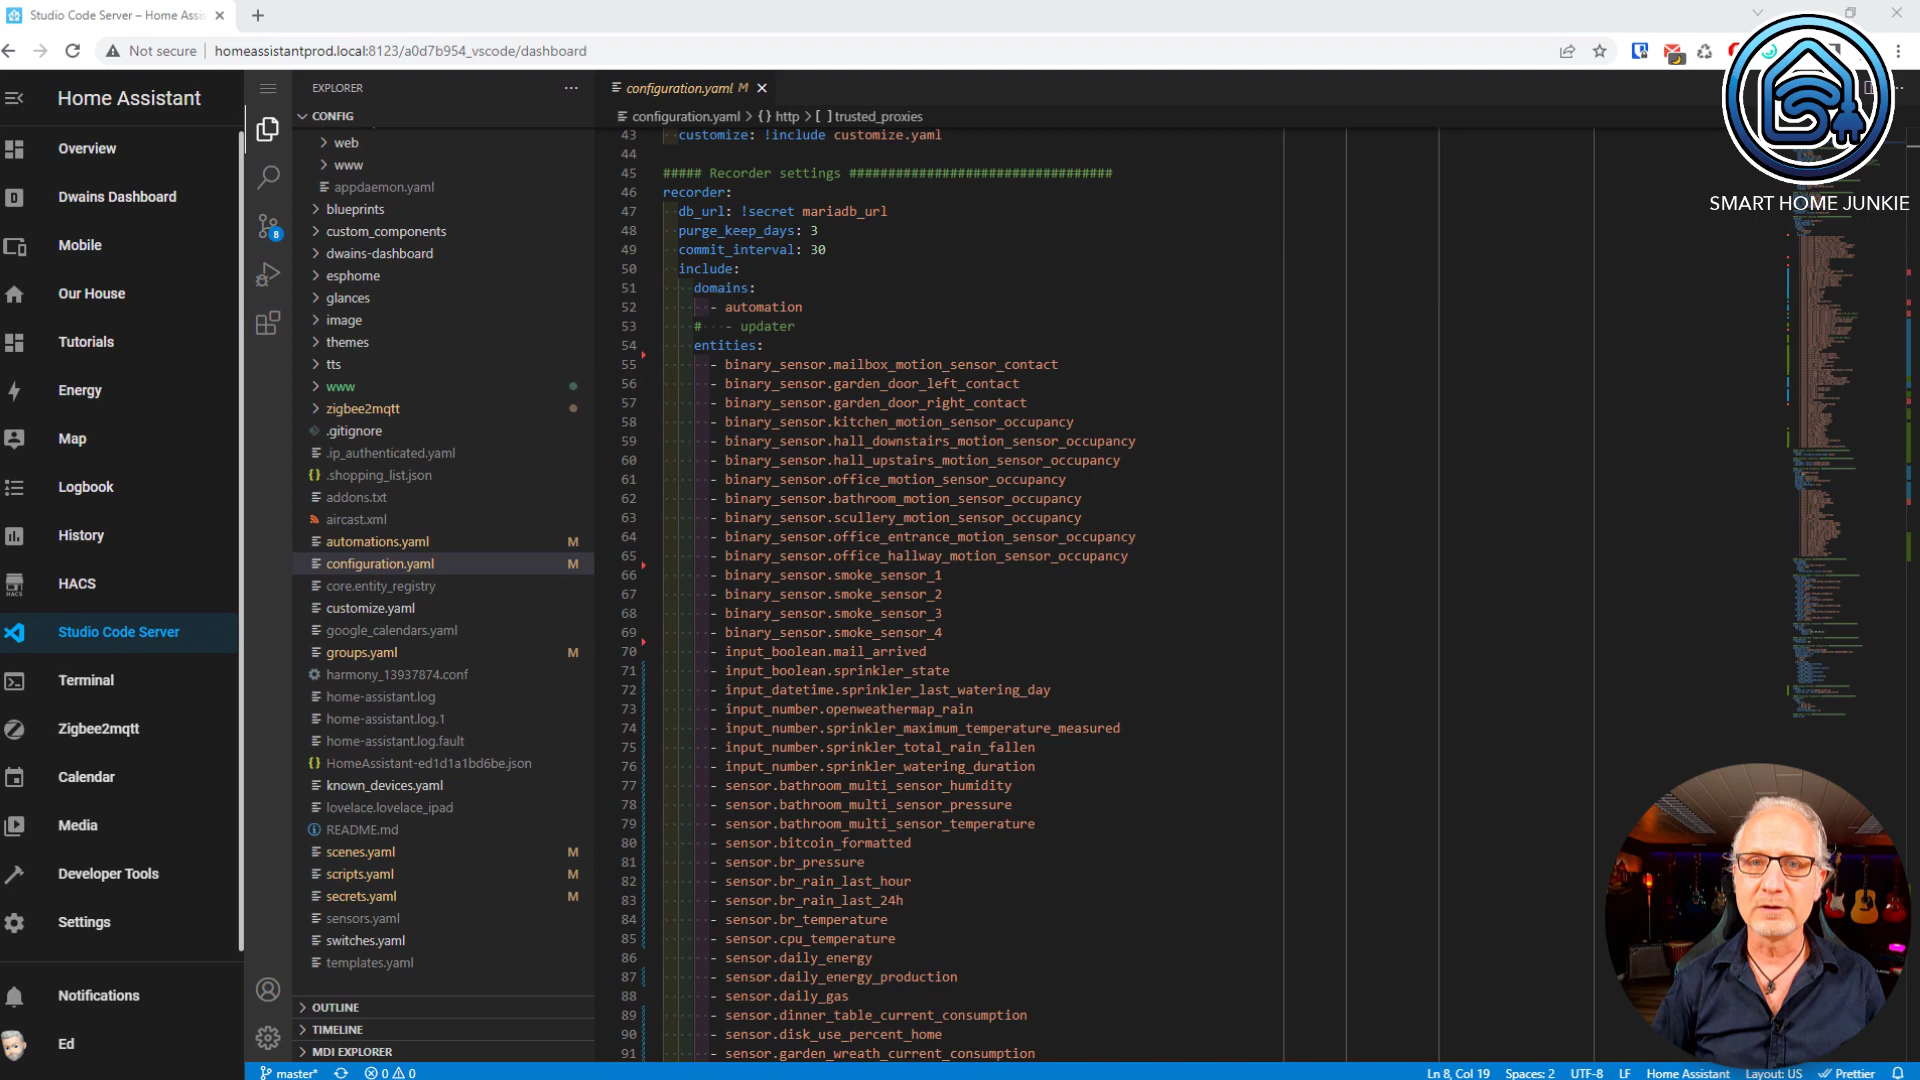 Studio Code Server – Home Assis
Not secure
homeassistantprod.local:8123/a0d7b954_vscode/dashboard
SMART HOME JUNKIE
Home Assistant
Overview
Dwains Dashboard
Mobile
Our House
Tutorials
Energy
Map
Logbook
History
HACS
HACS
Studio Code Server
Terminal
Zigbee2mqtt
Calendar
Media
Developer Tools
Settings
Notifications
Ed
8
EXPLORER
CONFIG
web
www
appdaemon.yaml
blueprints
custom_components
dwains-dashboard
esphome
glances
image
themes
tts
www
zigbee2mqtt
.gitignore
.ip_authenticated.yaml
.shopping_list.json
addons.txt
aircast.xml
automations.yaml M
configuration.yaml M
core.entity_registry
customize.yaml
google_calendars.yaml
groups.yaml M
harmony_13937874.conf
home-assistant.log
home-assistant.log.1
home-assistant.log.fault
HomeAssistant-ed1d1a1bd6be.json
known_devices.yaml
lovelace.lovelace_ipad
README.md
scenes.yaml M
scripts.yaml M
secrets.yaml M
sensors.yaml
switches.yaml
templates.yaml
OUTLINE
TIMELINE
MDI EXPLORER
configuration.yaml M
configuration.yaml > {} http > [ ] trusted_proxies
43 customize: !include customize.yaml
44
45 ##### Recorder settings ##################################
46 recorder:
47 db_url: !secret mariadb_url
48 purge_keep_days: 3
49 commit_interval: 30
50 include:
51 domains:
52 - automation
53 # - updater
54 entities:
55 - binary_sensor.mailbox_motion_sensor_contact
56 - binary_sensor.garden_door_left_contact
57 - binary_sensor.garden_door_right_contact
58 - binary_sensor.kitchen_motion_sensor_occupancy
59 - binary_sensor.hall_downstairs_motion_sensor_occupancy
60 - binary_sensor.hall_upstairs_motion_sensor_occupancy
61 - binary_sensor.office_motion_sensor_occupancy
62 - binary_sensor.bathroom_motion_sensor_occupancy
63 - binary_sensor.scullery_motion_sensor_occupancy
64 - binary_sensor.office_entrance_motion_sensor_occupancy
65 - binary_sensor.office_hallway_motion_sensor_occupancy
66 - binary_sensor.smoke_sensor_1
67 - binary_sensor.smoke_sensor_2
68 - binary_sensor.smoke_sensor_3
69 - binary_sensor.smoke_sensor_4
70 - input_boolean.mail_arrived
71 - input_boolean.sprinkler_state
72 - input_datetime.sprinkler_last_watering_day
73 - input_number.openweathermap_rain
74 - input_number.sprinkler_maximum_temperature_measured
75 - input_number.sprinkler_total_rain_fallen
76 - input_number.sprinkler_watering_duration
77 - sensor.bathroom_multi_sensor_humidity
78 - sensor.bathroom_multi_sensor_pressure
79 - sensor.bathroom_multi_sensor_temperature
80 - sensor.bitcoin_formatted
81 - sensor.br_pressure
82 - sensor.br_rain_last_hour
83 - sensor.br_rain_last_24h
84 - sensor.br_temperature
85 - sensor.cpu_temperature
86 - sensor.daily_energy
87 - sensor.daily_energy_production
88 - sensor.daily_gas
89 - sensor.dinner_table_current_consumption
90 - sensor.disk_use_percent_home
91 - sensor.garden_wreath_current_consumption
master* 0 0
Ln 8, Col 19 Spaces: 2 UTF-8 LF Home Assistant Layout: US Prettier